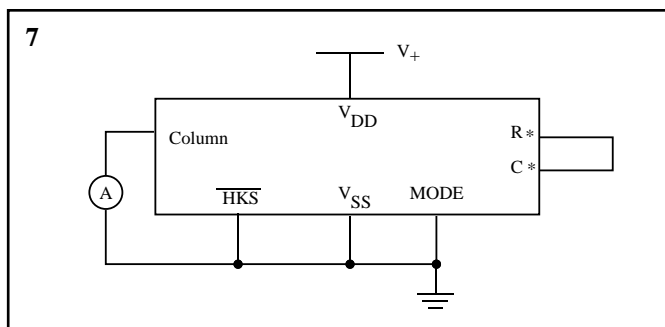 7
V+
VDD
Column
R*
C*
A
HKS
VSS
MODE